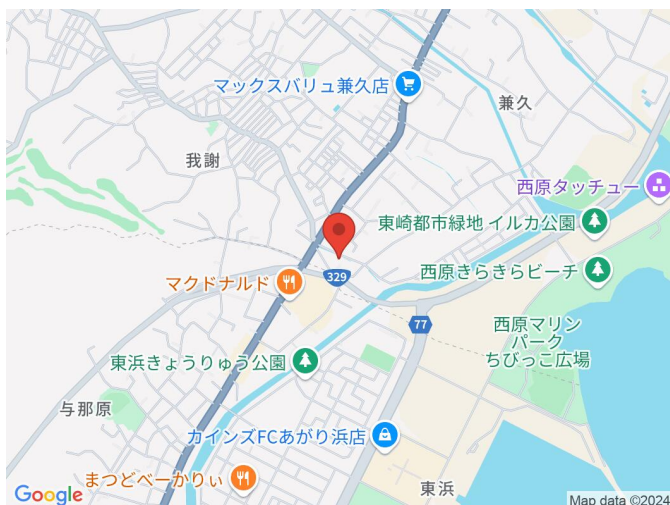 マックスバリュ兼久店
兼久
我謝
西原タッチュー
東崎都市緑地 イルカ公園
西原きらきらビーチ
マクドナルド
329
77
西原マリン
パーク
ちびっこ広場
東浜きょうりゅう公園
与那原
カインズFCあがり浜店
まつどべーかりぃ
東浜
Google
Map data ©2024